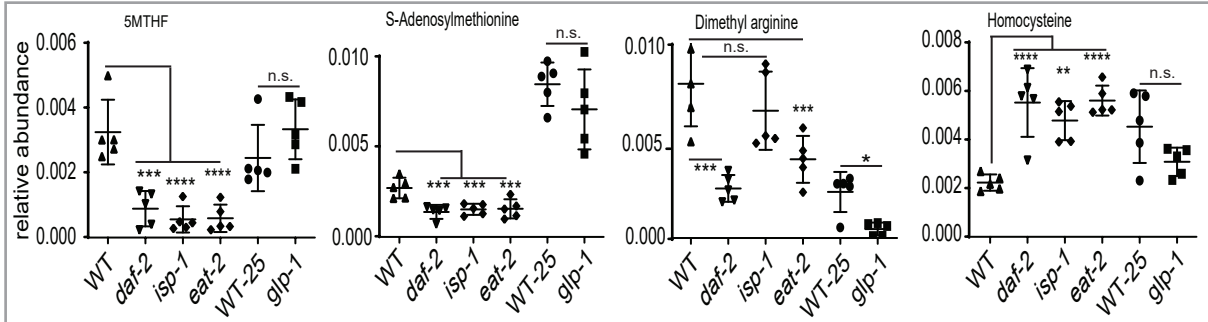 5MTHF
S-Adenosylmethionine
Dimethyl arginine
Homocysteine
relative abundance
0.006
0.004
0.002
0.000
***
****
****
n.s.
WT
daf-2
isp-1
eat-2
WT-25
glp-1
0.010
0.005
0.000
***
***
***
n.s.
WT
daf-2
isp-1
eat-2
WT-25
glp-1
0.010
0.005
0.000
n.s.
***
***
*
WT
daf-2
isp-1
eat-2
WT-25
glp-1
0.008
0.006
0.004
0.002
0.000
****
**
****
n.s.
WT
daf-2
isp-1
eat-2
WT-25
glp-1